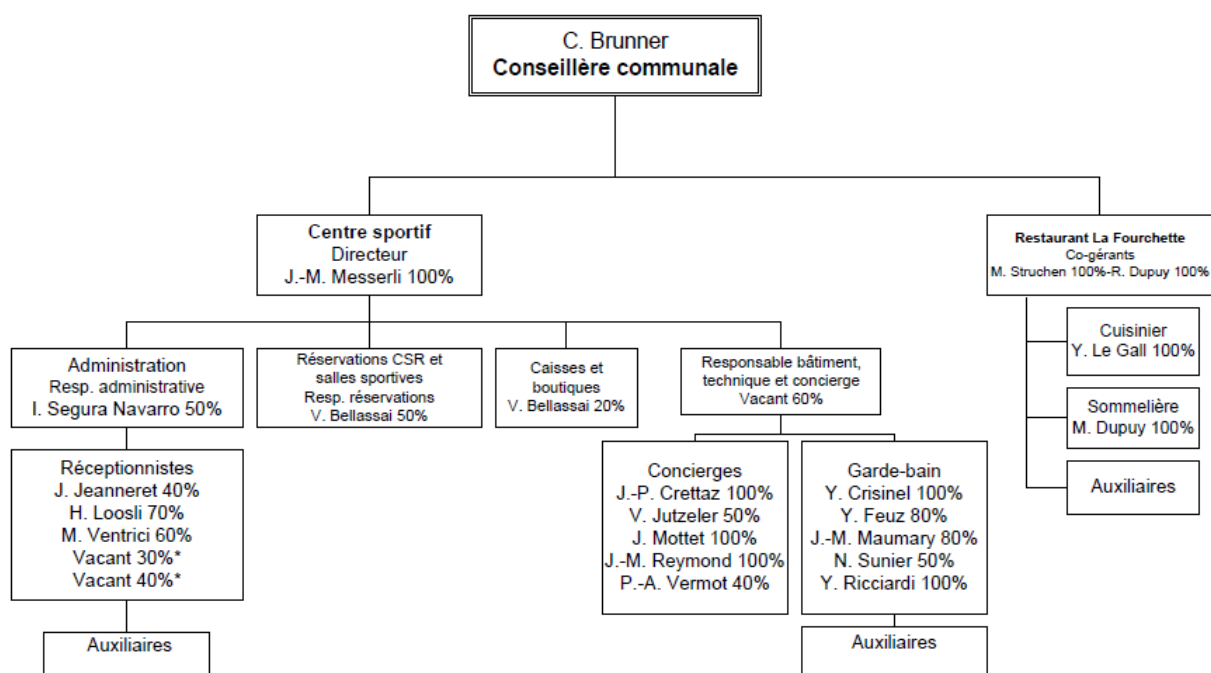 C. Brunner
Conseillère communale
Centre sportif
Directeur
J.-M. Messerli 100%
Restaurant La Fourchette
Co-gérants
M. Struchen 100%-R. Dupuy 100%
Administration
Resp. administrative
I. Segura Navarro 50%
Réservations CSR et
salles sportives
Resp. réservations
V. Bellassai 50%
Caisses et
boutiques
V. Bellassai 20%
Responsable bâtiment,
technique et concierge
Vacant 60%
Cuisinier
Y. Le Gall 100%
Sommelière
M. Dupuy 100%
Auxiliaires
Réceptionnistes
J. Jeanneret 40%
H. Loosli 70%
M. Ventrici 60%
Vacant 30%*
Vacant 40%*
Auxiliaires
Concierges
J.-P. Crettaz 100%
V. Jutzeler 50%
J. Mottet 100%
J.-M. Reymond 100%
P.-A. Vermot 40%
Garde-bain
Y. Crisinel 100%
Y. Feuz 80%
J.-M. Maumary 80%
N. Sunier 50%
Y. Ricciardi 100%
Auxiliaires